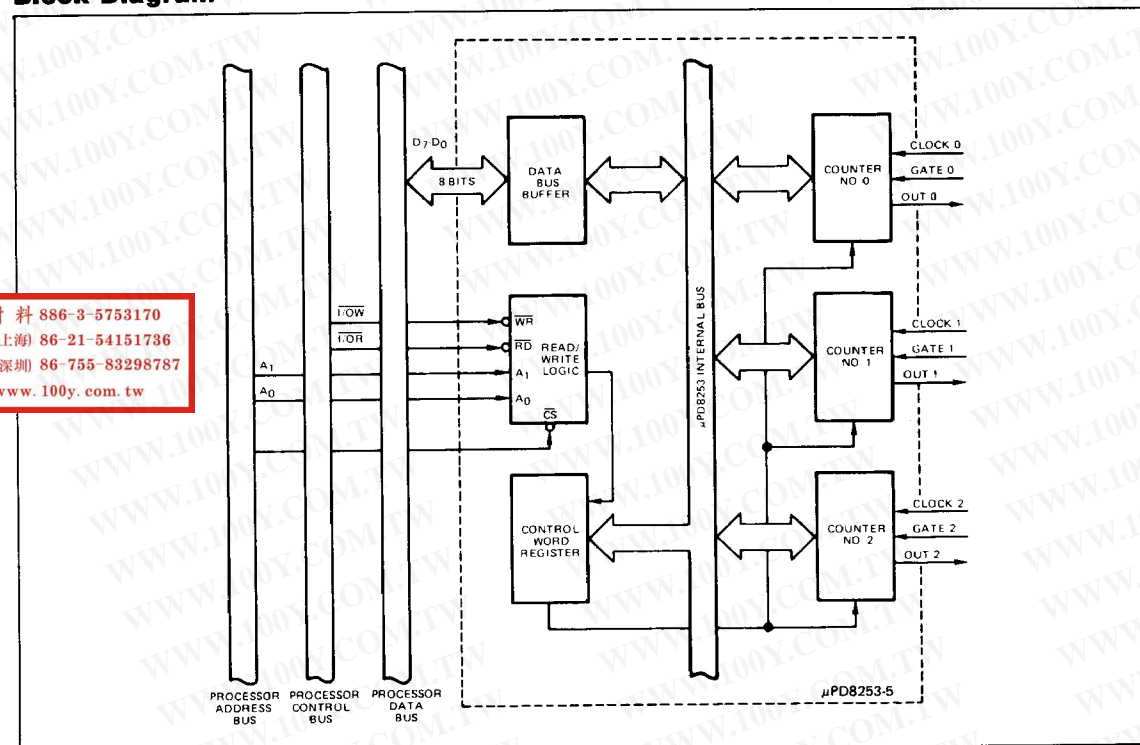 Block Diagram
D7-D0
8 BITS
DATA
BUS
BUFFER
COUNTER
NO 0
CLOCK 0
GATE 0
OUT 0
料 886-3-5753170
上海) 86-21-54151736
深圳) 86-755-83298787
www.100y.com.tw
I/OW
I/OR
A1
A0
WR
RD
A1
A0
CS
READ/
WRITE
LOGIC
µPD8253 INTERNAL BUS
COUNTER
NO 1
CLOCK 1
GATE 1
OUT 1
CONTROL
WORD
REGISTER
COUNTER
NO 2
CLOCK 2
GATE 2
OUT 2
PROCESSOR
ADDRESS
BUS
PROCESSOR
CONTROL
BUS
PROCESSOR
DATA
BUS
µPD8253-5
WWW.100Y.COM.TW